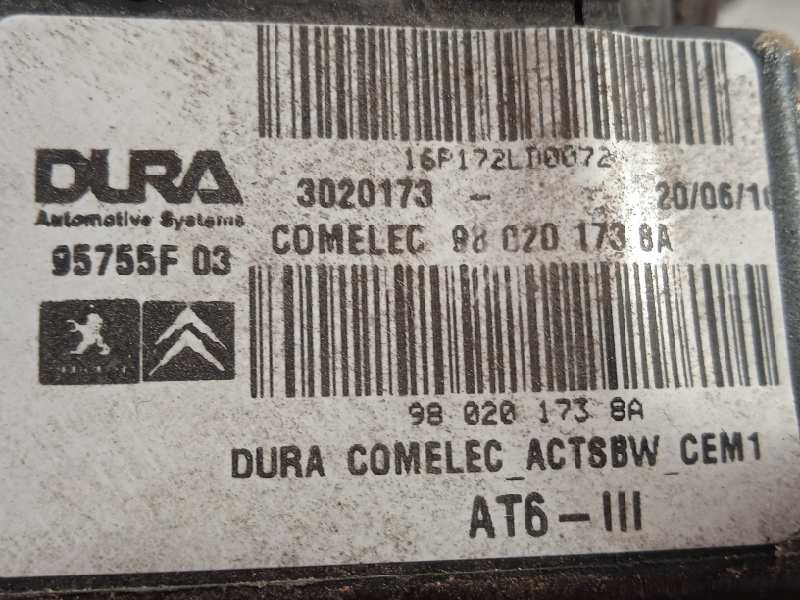 16P172LD0072
DURA
Automotive Systems
3020173 - 20/06/16
95755F 03
COMELEC 98 020 173 8A
98 020 173 8A
DURA COMELEC_ACTSBW_CEM1
AT6-III